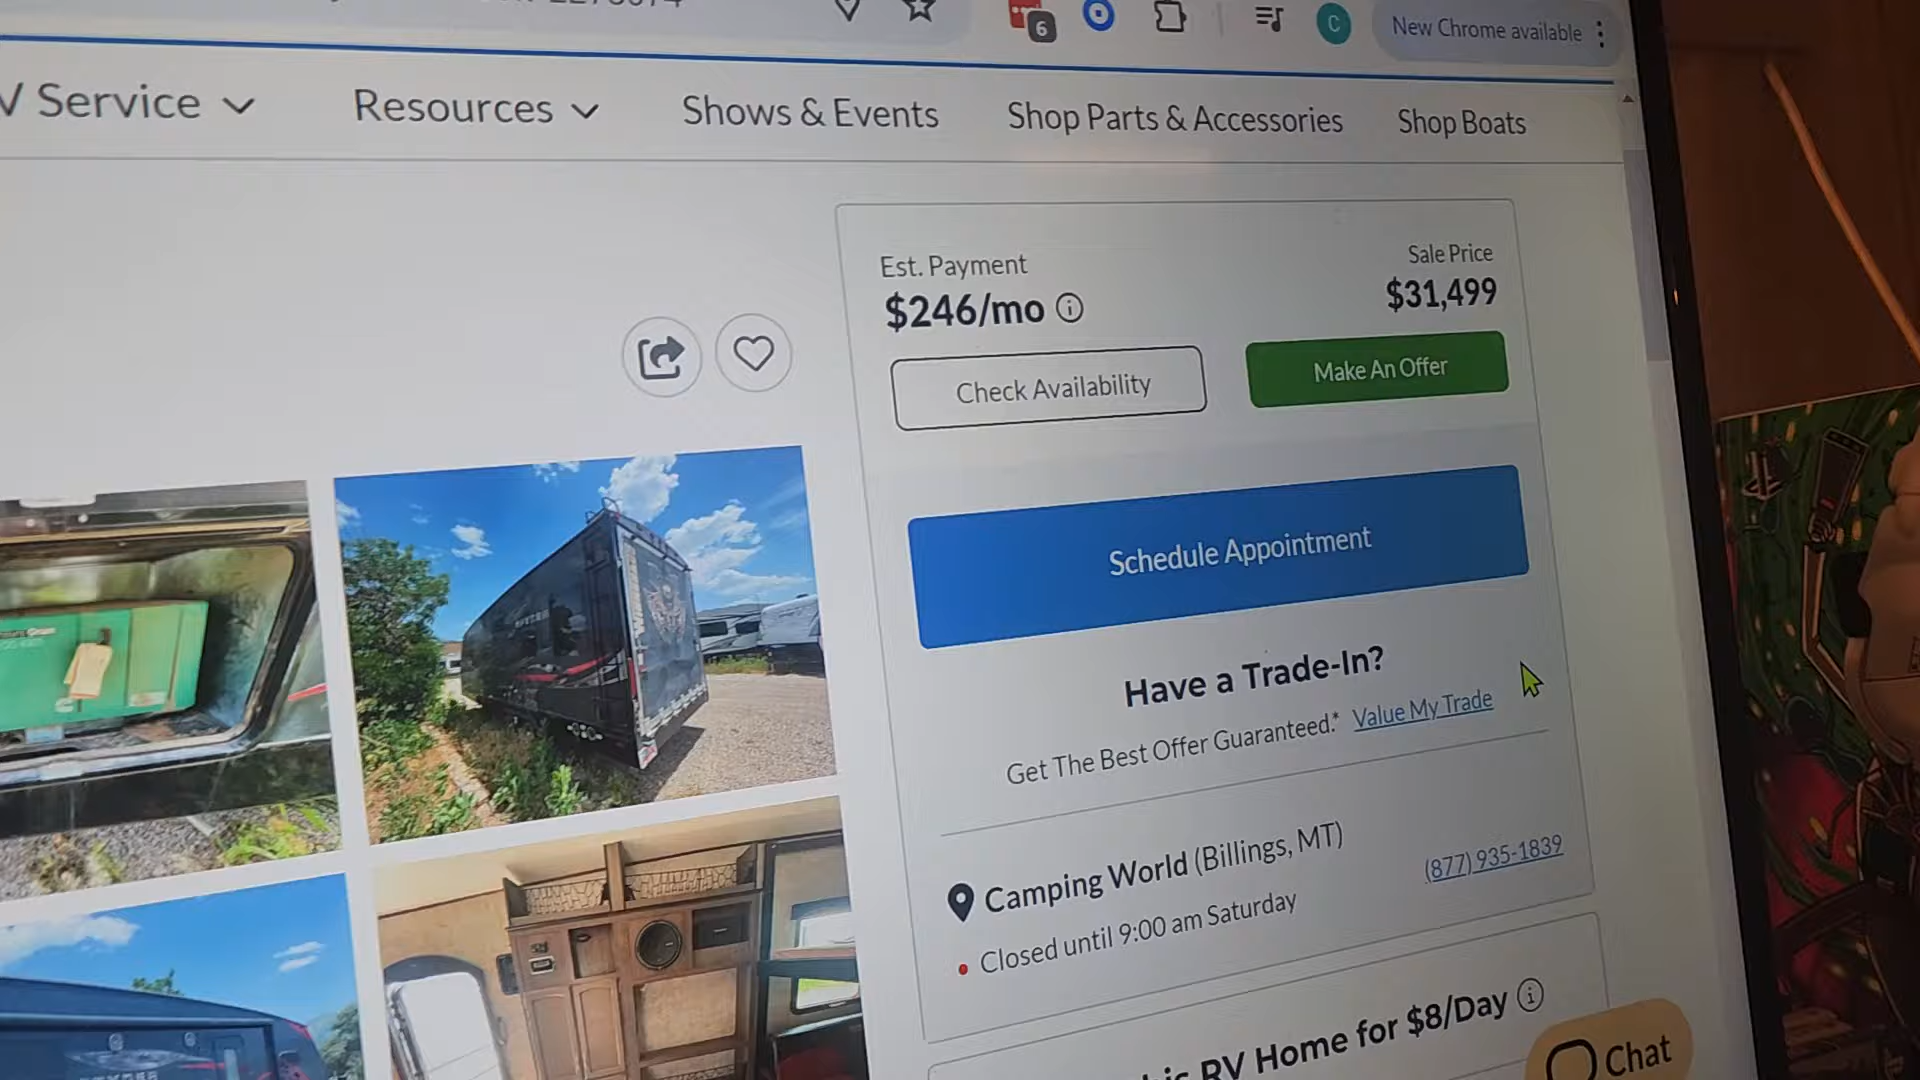 6
C
New Chrome available
V Service
Resources
Shows & Events
Shop Parts & Accessories
Shop Boats
Est. Payment
Sale Price
$246/mo
$31,499
Check Availability
Make An Offer
Schedule Appointment
Have a Trade-In?
Get The Best Offer Guaranteed.* Value My Trade
Camping World (Billings, MT)
(877) 935-1839
Closed until 9:00 am Saturday
RV Home for $8/Day
Chat